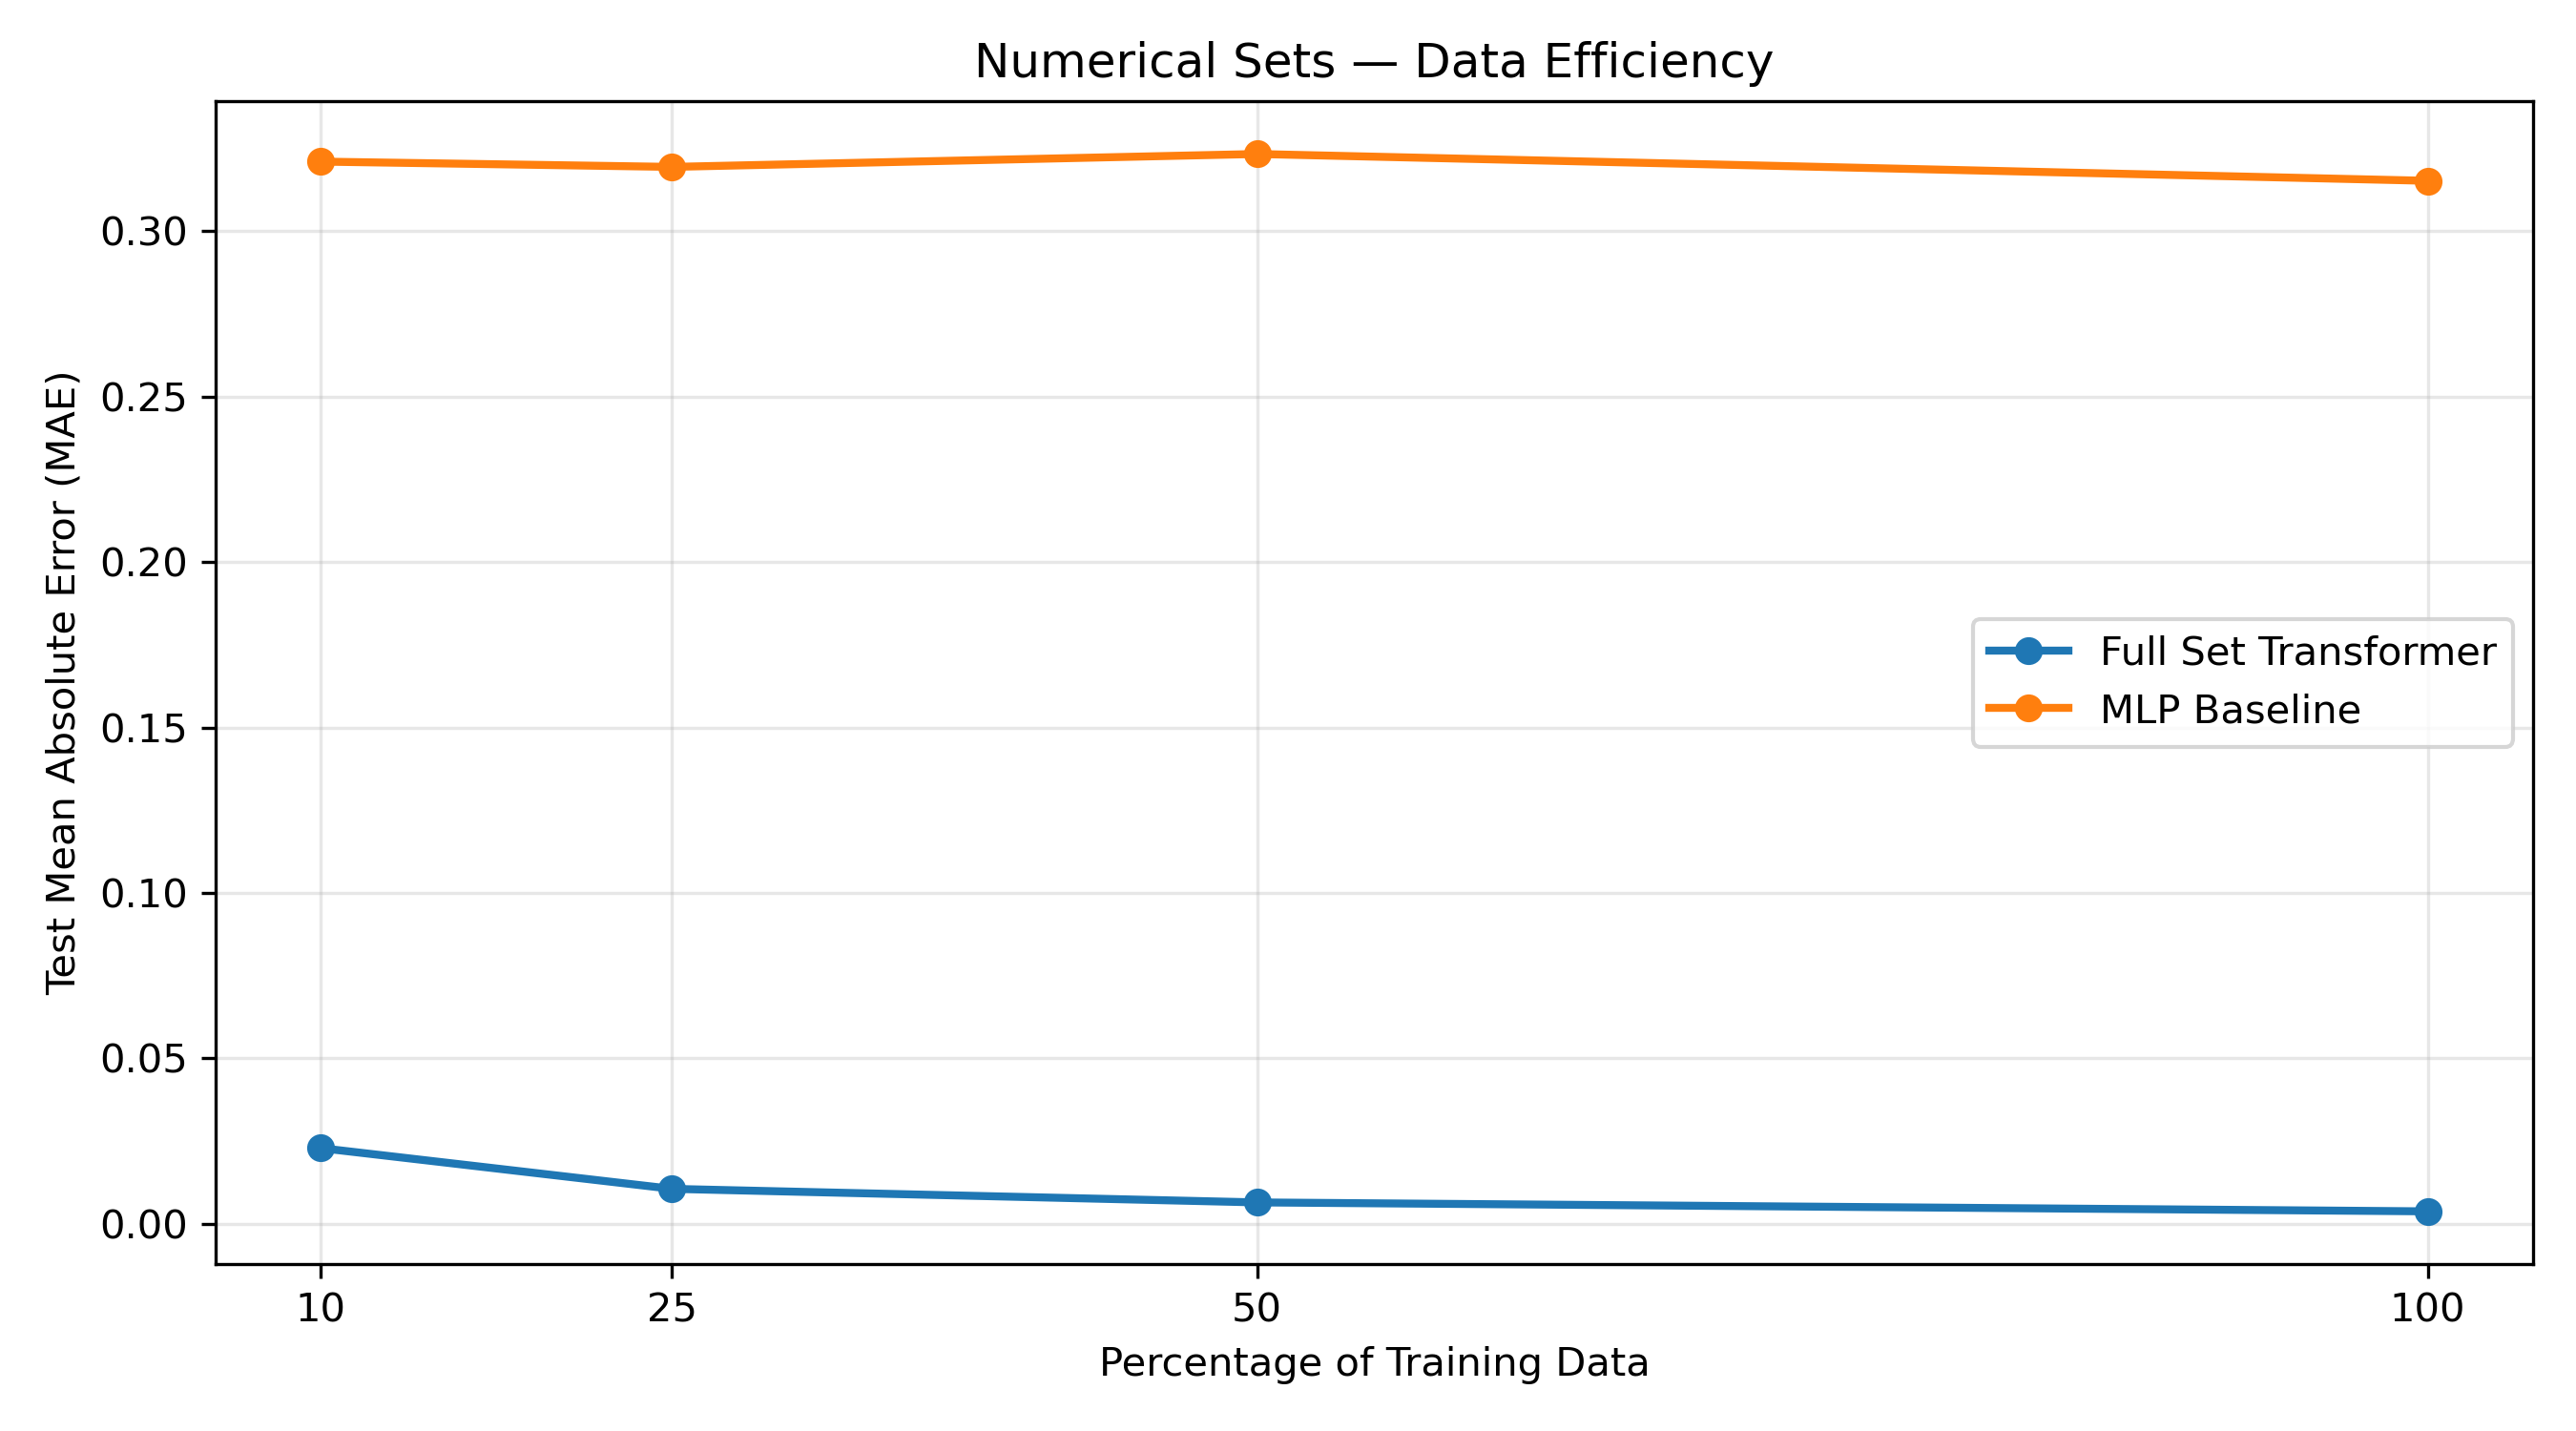 Numerical Sets — Data Efficiency
Test Mean Absolute Error (MAE)
0.30
0.25
0.20
0.15
0.10
0.05
0.00
Full Set Transformer
MLP Baseline
10 25 50 100
Percentage of Training Data